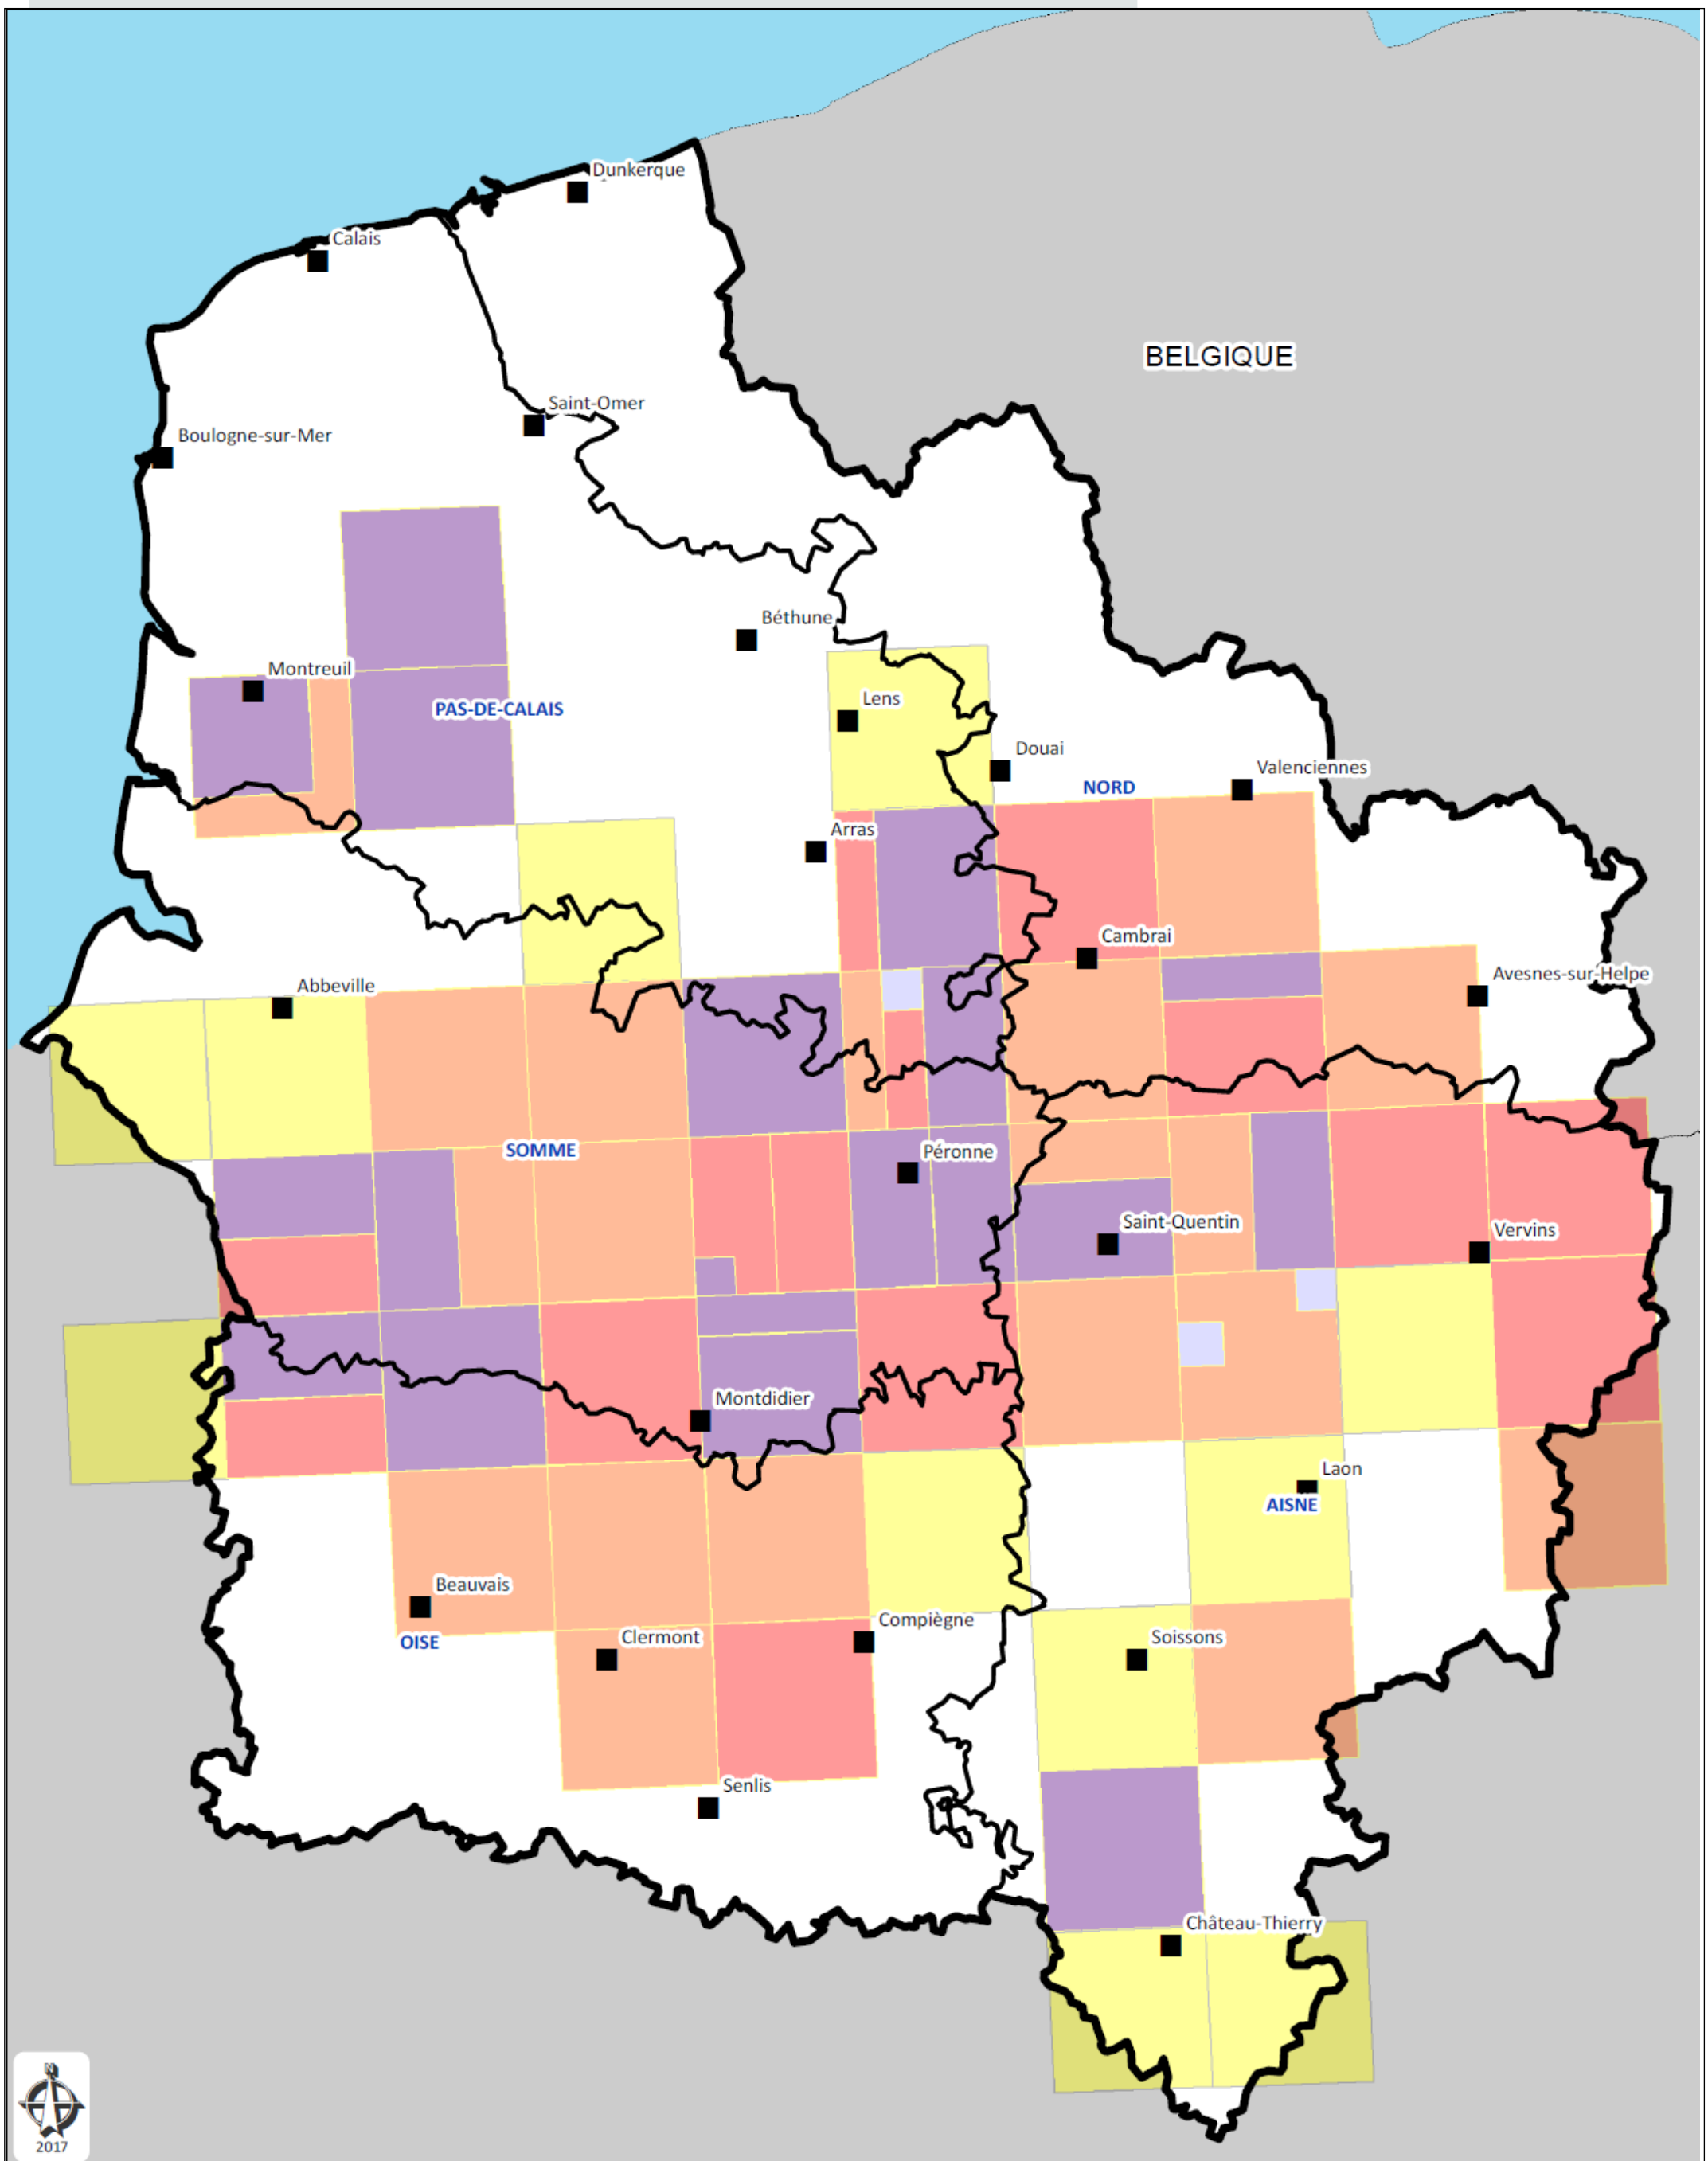 Dunkerque
Calais
BELGIQUE
Saint-Omer
Boulogne-sur-Mer
Béthune
Montreuil
Lens
PAS-DE-CALAIS
Douai
Valenciennes
NORD
Arras
Cambrai
Avesnes-sur-Helpe
Abbeville
SOMME
Péronne
Saint-Quentin
Vervins
Montdidier
Laon
AISNE
Beauvais
Compiègne
Clermont
Soissons
OISE
Senlis
Château-Thierry
N
2017